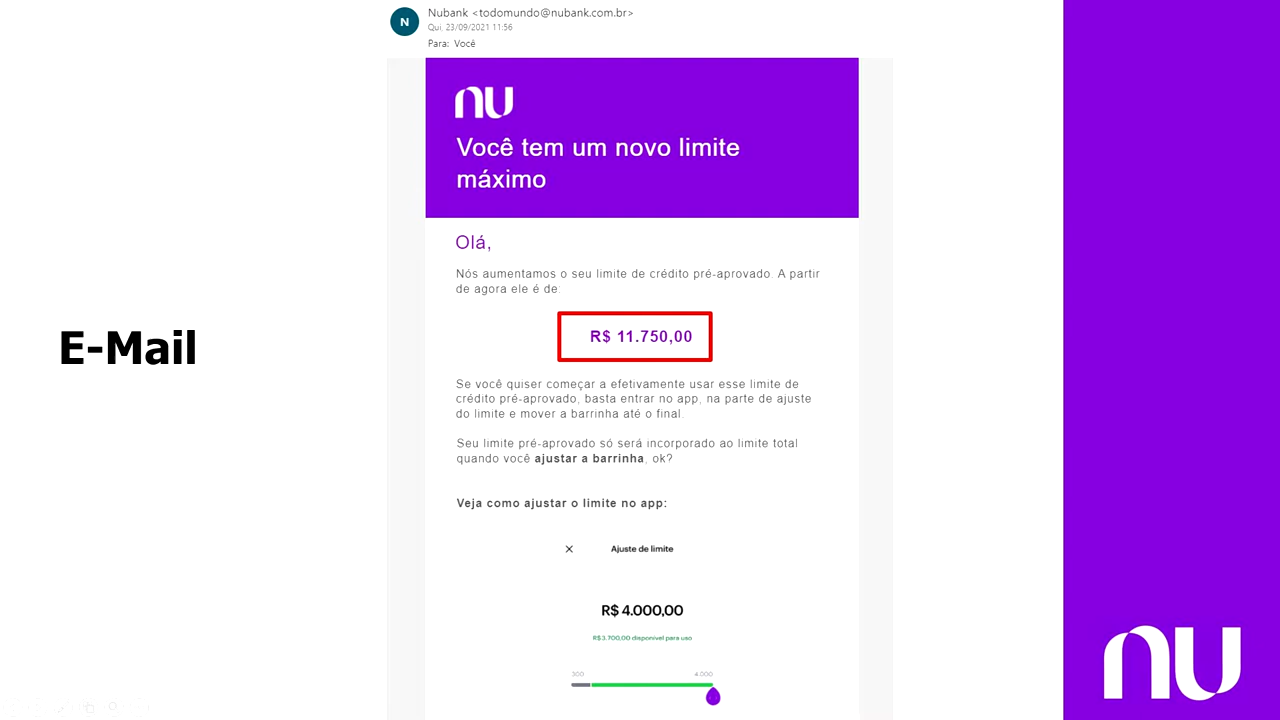 N
Nubank <todomundo@nubank.com.br>
Qui, 23/09/2021 11:56
Para: Você
nu
Você tem um novo limite
máximo
Olá,
Nós aumentamos o seu limite de crédito pré-aprovado. A partir
de agora ele é de:
R$ 11.750,00
E-Mail
Se você quiser começar a efetivamente usar esse limite de
crédito pré-aprovado, basta entrar no app, na parte de ajuste
do limite e mover a barrinha até o final.
Seu limite pré-aprovado só será incorporado ao limite total
quando você ajustar a barrinha, ok?
Veja como ajustar o limite no app:
Ajuste de limite
R$ 4.000,00
R$ 3.700,00 disponível para uso
300
4.000
nu